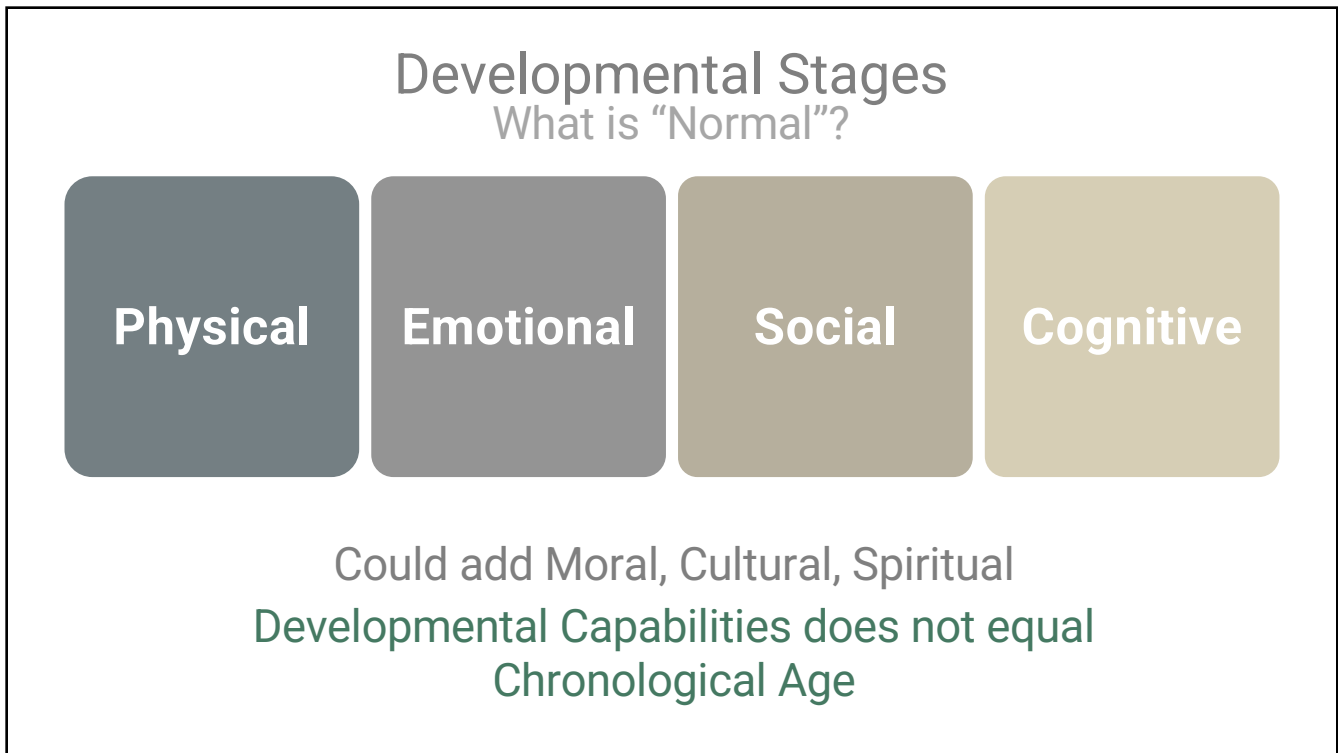 Developmental Stages
What is “Normal”?
Physical
Emotional
Social
Cognitive
Could add Moral, Cultural, Spiritual
Developmental Capabilities does not equal
Chronological Age